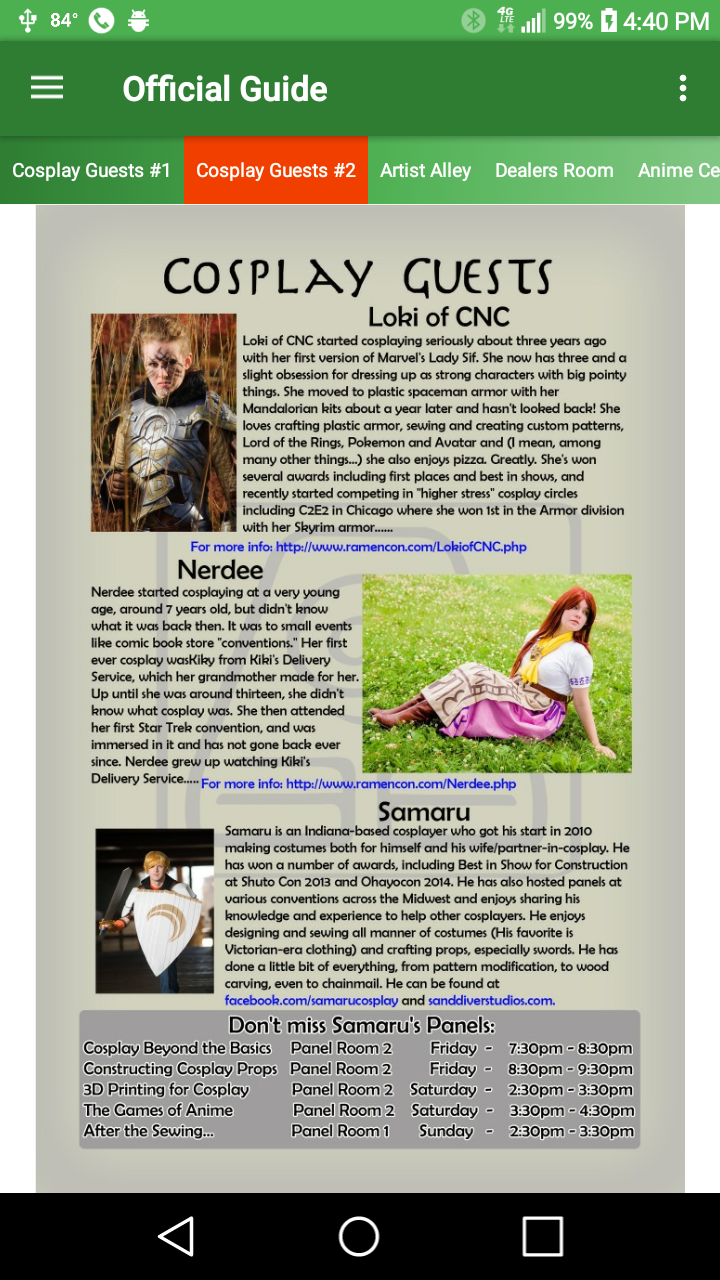 84°
4G
LTE
99%
4:40 PM
Official Guide
Cosplay Guests #1
Cosplay Guests #2
Artist Alley
Dealers Room
Anime Ce
COSPLAY GUESTS
Loki of CNC
Loki of CNC started cosplaying seriously about three years ago
with her first version of Marvel's Lady Sif. She now has three and a
slight obsession for dressing up as strong characters with big pointy
things. She moved to plastic spaceman armor with her
Mandalorian kits about a year later and hasn't looked back! She
loves crafting plastic armor, sewing and creating custom patterns,
Lord of the Rings, Pokemon and Avatar and (I mean, among
many other things...) she also enjoys pizza. Greatly. She's won
several awards including first places and best in shows, and
recently started competing in "higher stress" cosplay circles
including C2E2 in Chicago where she won 1st in the Armor division
with her Skyrim armor......
For more info: http://www.ramencon.com/LokiofCNC.php
Nerdee
Nerdee started cosplaying at a very young
age, around 7 years old, but didn't know
what it was back then. It was to small events
like comic book store "conventions." Her first
ever cosplay wasKiky from Kiki's Delivery
Service, which her grandmother made for her.
Up until she was around thirteen, she didn't
know what cosplay was. She then attended
her first Star Trek convention, and was
immersed in it and has not gone back ever
since. Nerdee grew up watching Kiki's
Delivery Service.....
For more info: http://www.ramencon.com/Nerdee.php
Samaru
Samaru is an Indiana-based cosplayer who got his start in 2010
making costumes both for himself and his wife/partner-in-cosplay. He
has won a number of awards, including Best in Show for Construction
at Shuto Con 2013 and Ohayocon 2014. He has also hosted panels at
various conventions across the Midwest and enjoys sharing his
knowledge and experience to help other cosplayers. He enjoys
designing and sewing all manner of costumes (His favorite is
Victorian-era clothing) and crafting props, especially swords. He has
done a little bit of everything, from pattern modification, to wood
carving, even to chainmail. He can be found at
facebook.com/samarucosplay and sanddiverstudios.com.
Don't miss Samaru's Panels:
Cosplay Beyond the Basics Panel Room 2 Friday - 7:30pm - 8:30pm
Constructing Cosplay Props Panel Room 2 Friday - 8:30pm - 9:30pm
3D Printing for Cosplay Panel Room 2 Saturday - 2:30pm - 3:30pm
The Games of Anime Panel Room 2 Saturday - 3:30pm - 4:30pm
After the Sewing... Panel Room 1 Sunday - 2:30pm - 3:30pm